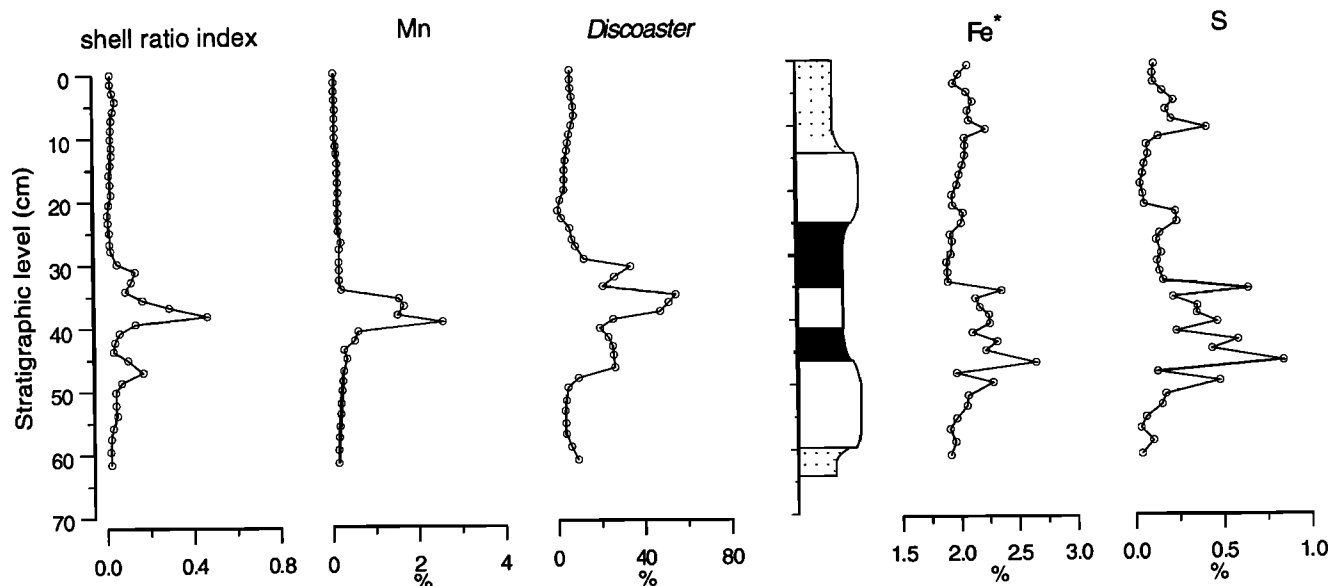 shell ratio index Mn Discoaster Fe* S
Stratigraphic level (cm)
0
10
20
30
40
50
60
70
0.0 0.4 0.8 0 2 4 0 40 80 1.5 2.0 2.5 3.0 0.0 0.5 1.0
% % % %